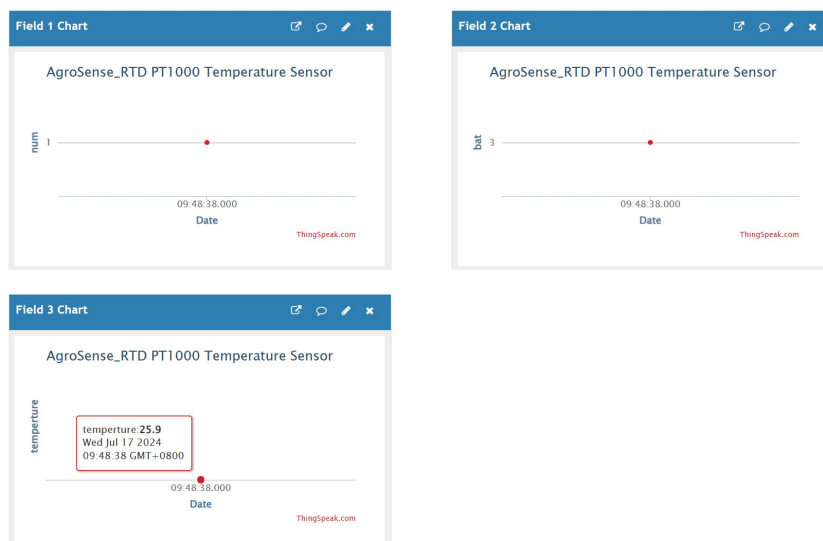 Field 1 Chart
AgroSense_RTD PT1000 Temperature Sensor
num
1
09:48:38.000
Date
ThingSpeak.com
Field 2 Chart
AgroSense_RTD PT1000 Temperature Sensor
bat
3
09:48:38.000
Date
ThingSpeak.com
Field 3 Chart
AgroSense_RTD PT1000 Temperature Sensor
temperture
temperture:25.9
Wed Jul 17 2024
09:48:38 GMT+0800
09:48:38.000
Date
ThingSpeak.com